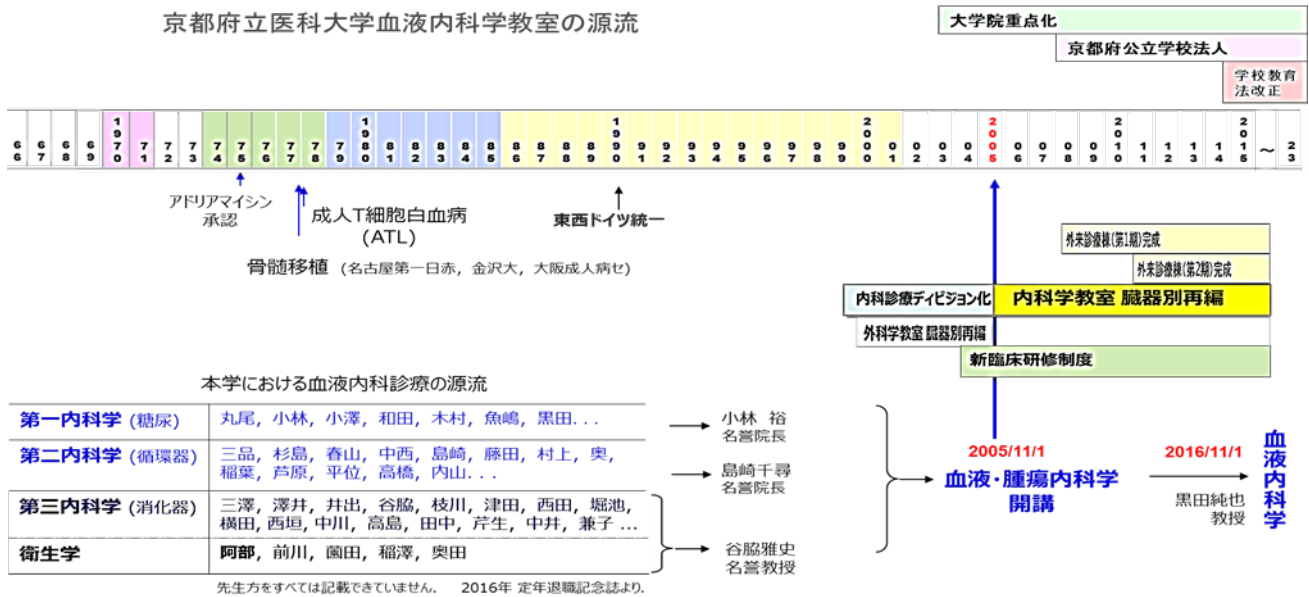 京都府立医科大学血液内科学教室の源流
大学院重点化
京都府公立学校法人
学校教育
法改正
66 67 68 69 1970 71 72 73 74 75 76 77 78 79 1980 81 82 83 84 85 86 87 88 89 1990 91 92 93 94 95 96 97 98 99 2000 01 02 03 04 2005 06 07 08 09 2010 11 12 13 14 2015 ～ 23
アドリアマイシン
承認
成人T細胞白血病
(ATL)
東西ドイツ統一
骨髄移植 (名古屋第一日赤, 金沢大, 大阪成人病セ)
外来診療棟(第1期)完成
外来診療棟(第2期)完成
内科診療ディビジョン化
内科学教室 臓器別再編
外科学教室 臓器別再編
新臨床研修制度
本学における血液内科診療の源流
第一内科学 (糖尿) 丸尾, 小林, 小澤, 和田, 木村, 魚嶋, 黒田...
小林 裕
名誉院長
第二内科学 (循環器) 三品, 杉島, 春山, 中西, 島崎, 藤田, 村上, 奥,
稲葉, 芦原, 平位, 高橋, 内山...
島崎千尋
名誉院長
第三内科学 (消化器) 三澤, 澤井, 井出, 谷脇, 枝川, 津田, 西田, 堀池,
横田, 西垣, 中川, 高島, 田中, 芹生, 中井, 兼子 ...
衛生学 阿部, 前川, 薗田, 稲澤, 奥田
谷脇雅史
名誉教授
2005/11/1
血液・腫瘍内科学
開講
2016/11/1
黒田純也
教授
血液内科学
先生方をすべては記載できていません. 2016年 定年退職記念誌より.